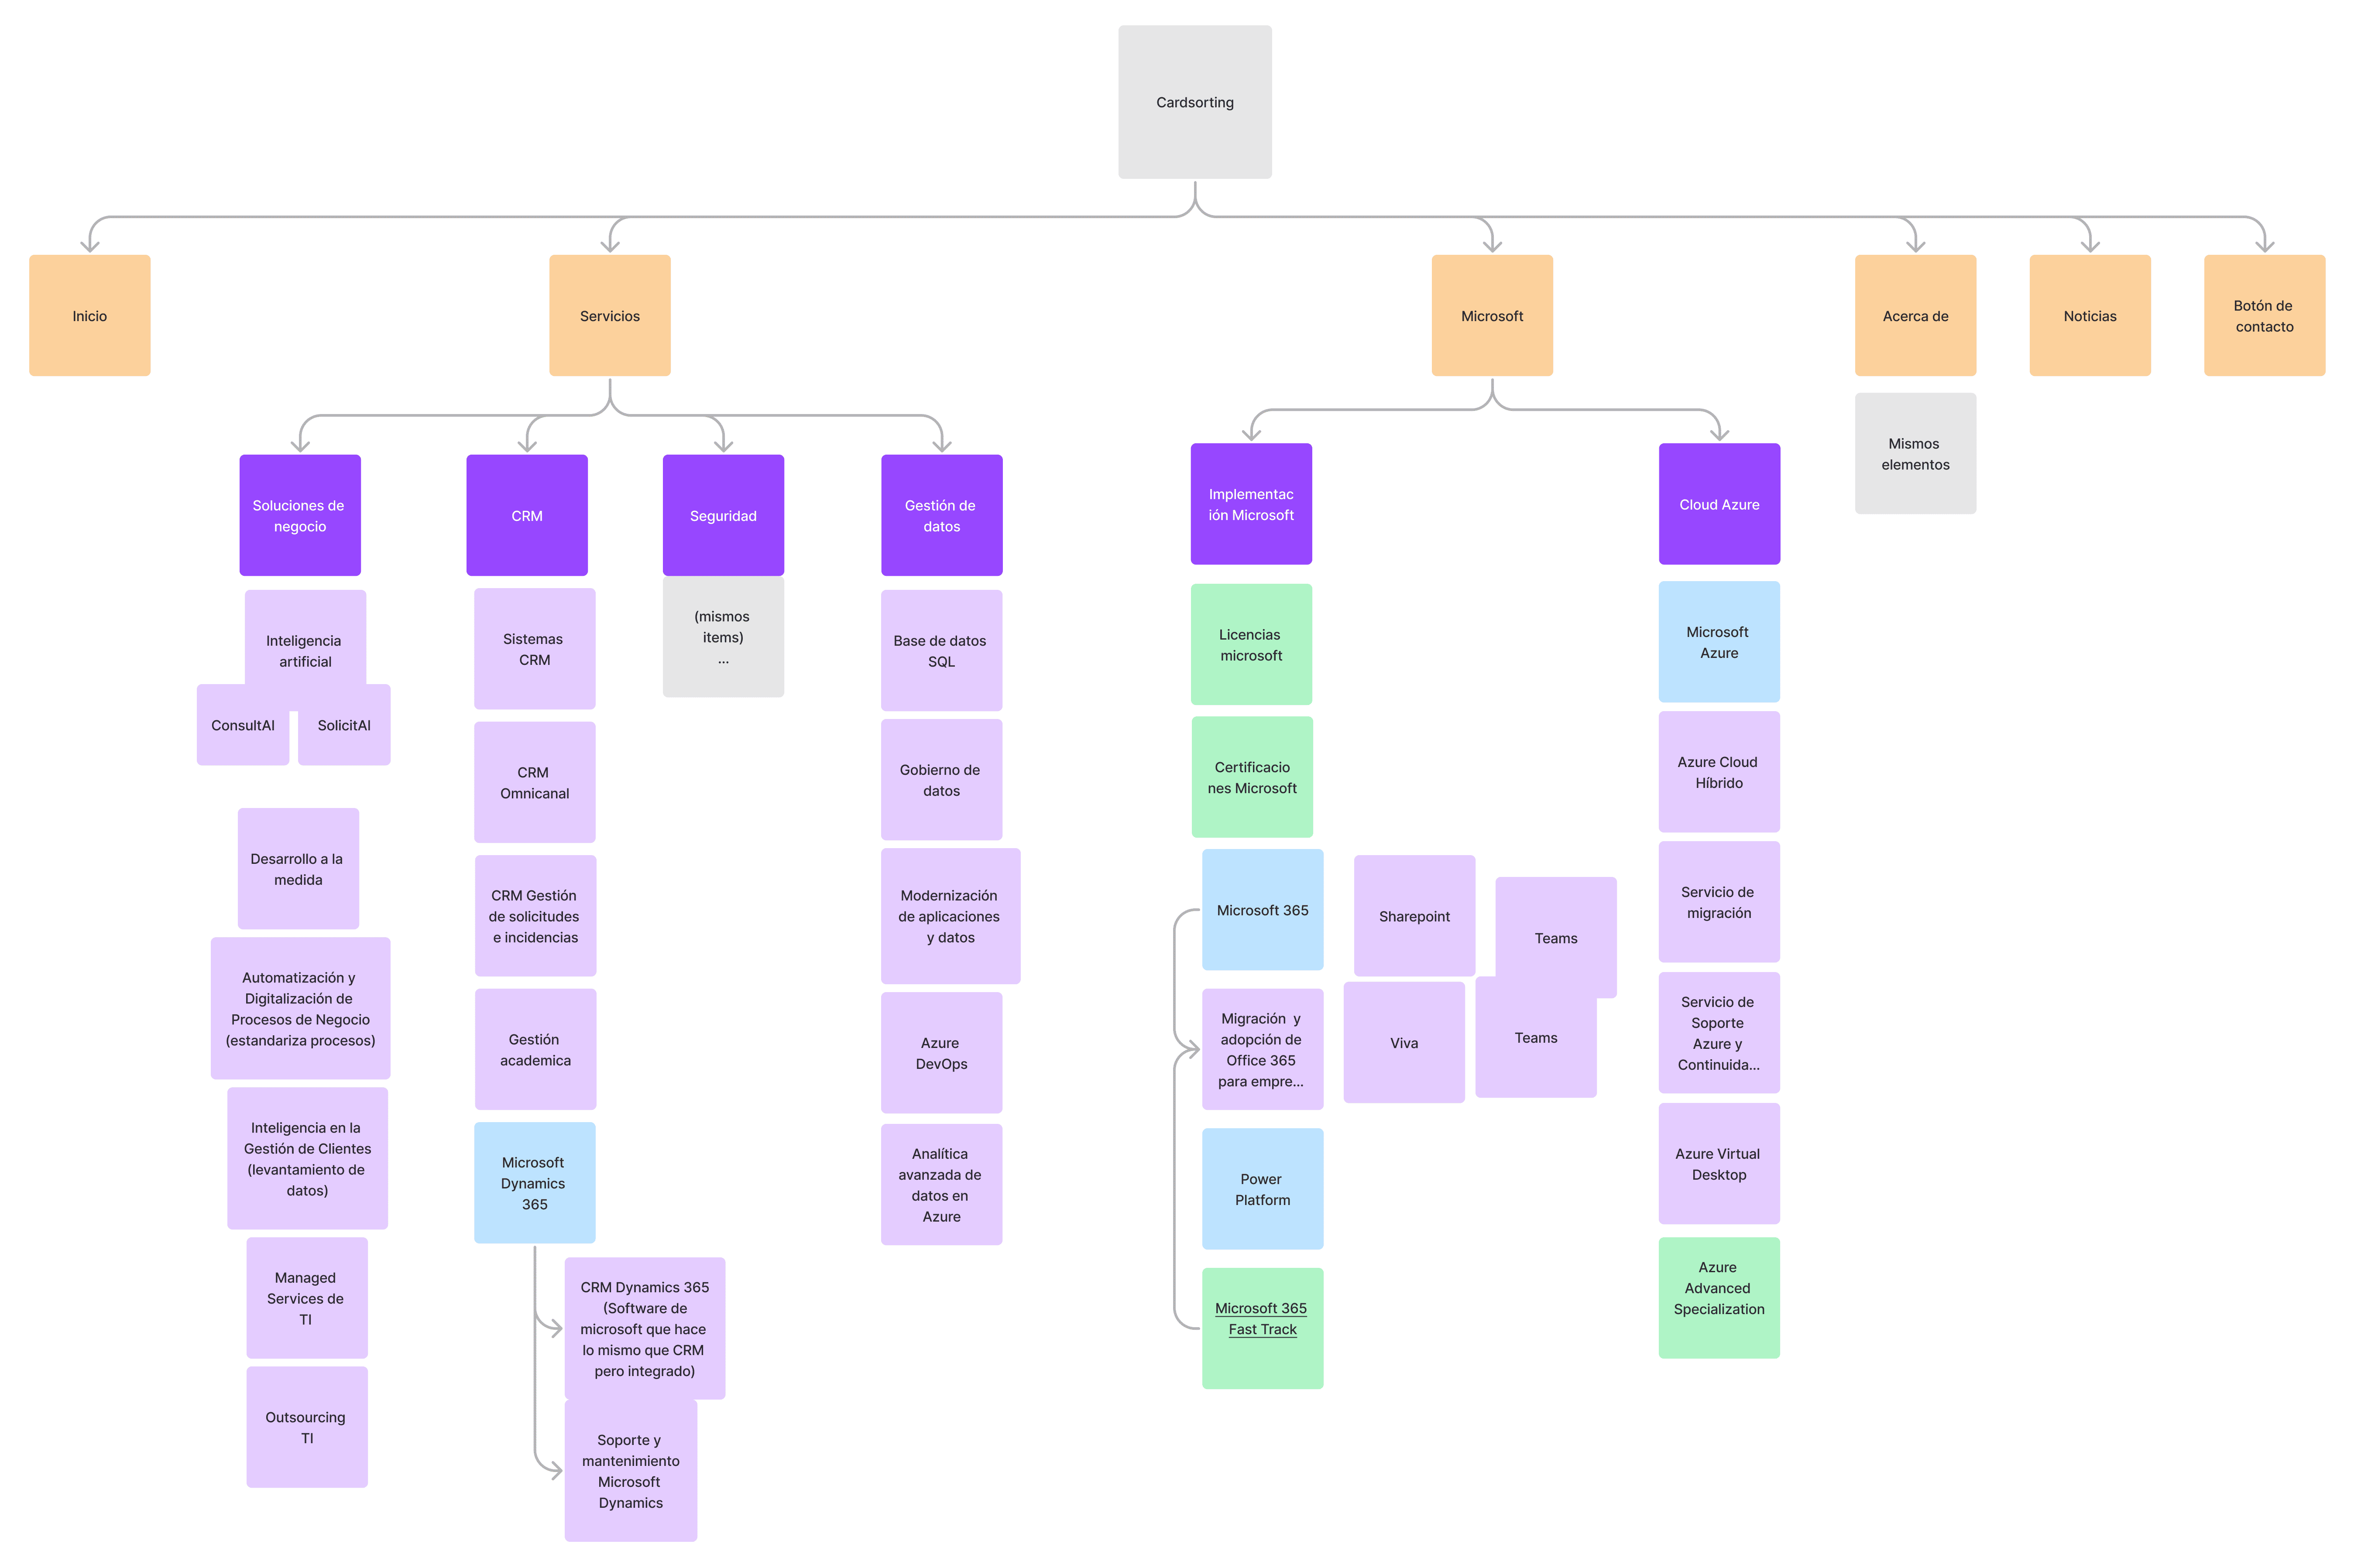 Cardsorting
Inicio
Servicios
Microsoft
Acerca de
Noticias
Botón de
contacto
Mismos
elementos
Soluciones de
negocio
CRM
Seguridad
Gestión de
datos
Implementac
ión Microsoft
Cloud Azure
Inteligencia
artificial
ConsultAI
SolicitAI
Desarrollo a la
medida
Automatización y
Digitalización de
Procesos de Negocio
(estandariza procesos)
Inteligencia en la
Gestión de Clientes
(levantamiento de
datos)
Managed
Services de
TI
Outsourcing
TI
Sistemas
CRM
CRM
Omnicanal
CRM Gestión
de solicitudes
e incidencias
Gestión
academica
Microsoft
Dynamics
365
CRM Dynamics 365
(Software de
microsoft que hace
lo mismo que CRM
pero integrado)
Soporte y
mantenimiento
Microsoft
Dynamics
(mismos
items)
...
Base de datos
SQL
Gobierno de
datos
Modernización
de aplicaciones
y datos
Azure
DevOps
Analítica
avanzada de
datos en
Azure
Licencias
microsoft
Certificacio
nes Microsoft
Microsoft 365
Migración y
adopción de
Office 365
para empre...
Power
Platform
Microsoft 365
Fast Track
Sharepoint
Teams
Viva
Teams
Microsoft
Azure
Azure Cloud
Híbrido
Servicio de
migración
Servicio de
Soporte
Azure y
Continuida...
Azure Virtual
Desktop
Azure
Advanced
Specialization